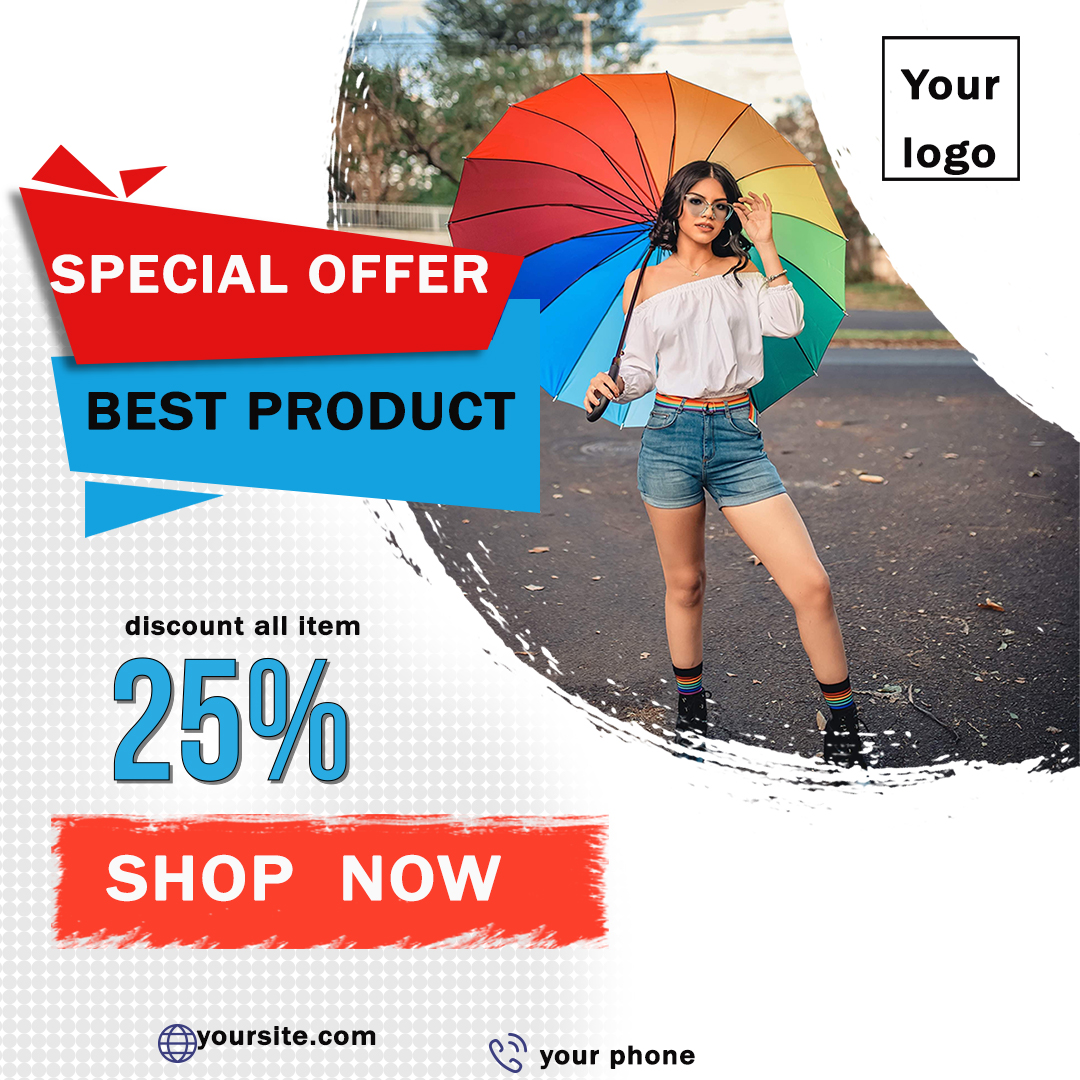 Your
logo
SPECIAL OFFER
BEST PRODUCT
discount all item
25%
SHOP NOW
yoursite.com
your phone